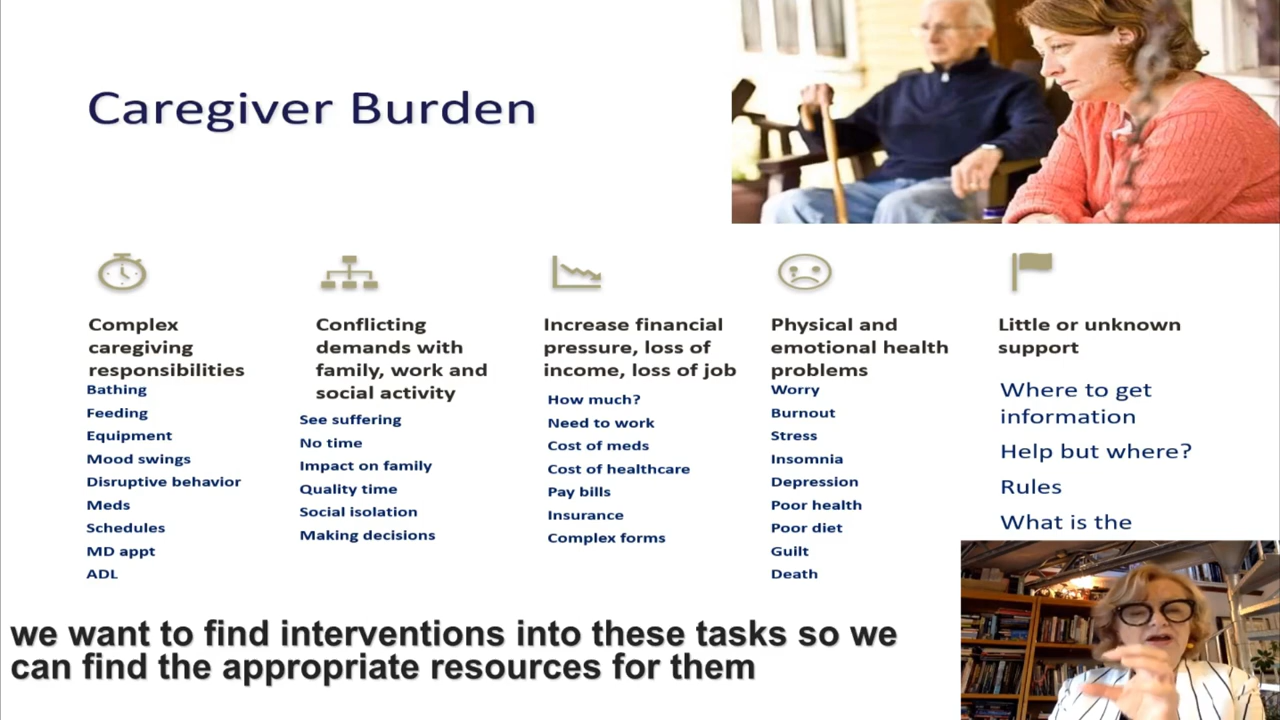 Caregiver Burden
Complex
caregiving
responsibilities
Bathing
Feeding
Equipment
Mood swings
Disruptive behavior
Meds
Schedules
MD appt
ADL
Conflicting
demands with
family, work and
social activity
See suffering
No time
Impact on family
Quality time
Social isolation
Making decisions
Increase financial
pressure, loss of
income, loss of job
How much?
Need to work
Cost of meds
Cost of healthcare
Pay bills
Insurance
Complex forms
Physical and
emotional health
problems
Worry
Burnout
Stress
Insomnia
Depression
Poor health
Poor diet
Guilt
Death
Little or unknown
support
Where to get
information
Help but where?
Rules
What is the
we want to find interventions into these tasks so we
can find the appropriate resources for them